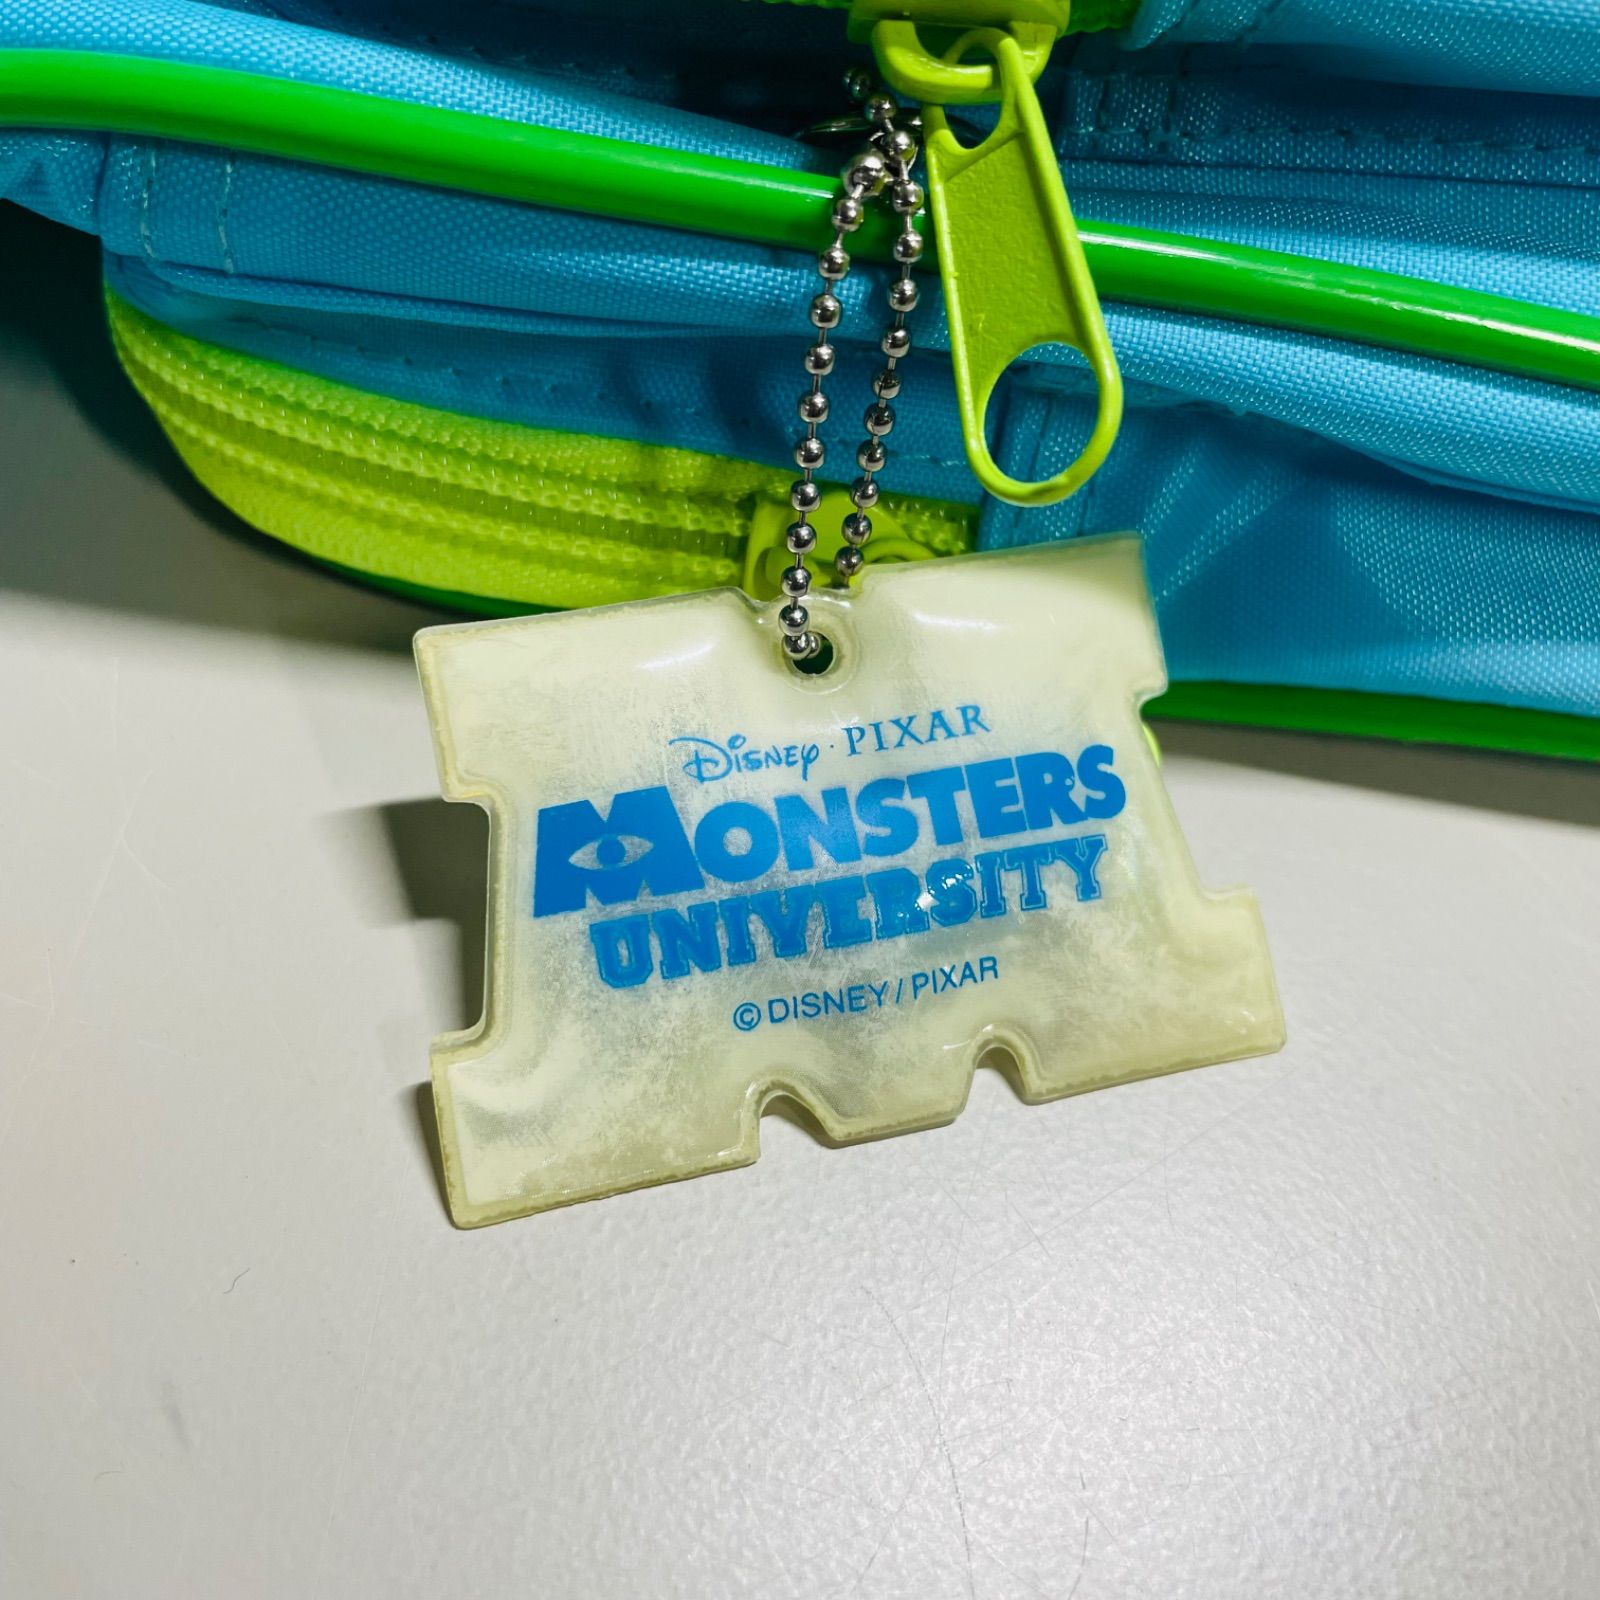 Disney · PIXAR
MONSTERS
UNIVERSITY
©DISNEY/PIXAR